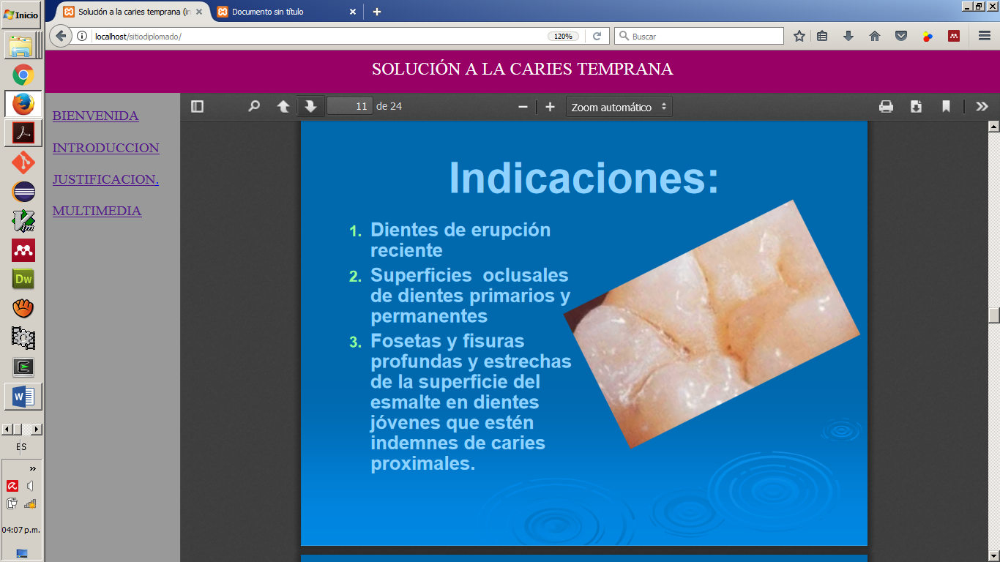 Inicio
Solución a la caries temprana (in
Documento sin título
localhost/sitiodiplomado/
120%
Buscar
SOLUCIÓN A LA CARIES TEMPRANA
BIENVENIDA
INTRODUCCION
JUSTIFICACION.
MULTIMEDIA
11 de 24
Zoom automático
Indicaciones:
1. Dientes de erupción
reciente
2. Superficies oclusales
de dientes primarios y
permanentes
3. Fosetas y fisuras
profundas y estrechas
de la superficie del
esmalte en dientes
jóvenes que estén
indemnes de caries
proximales.
Vim
Dw
W
ES
04:07 p.m.